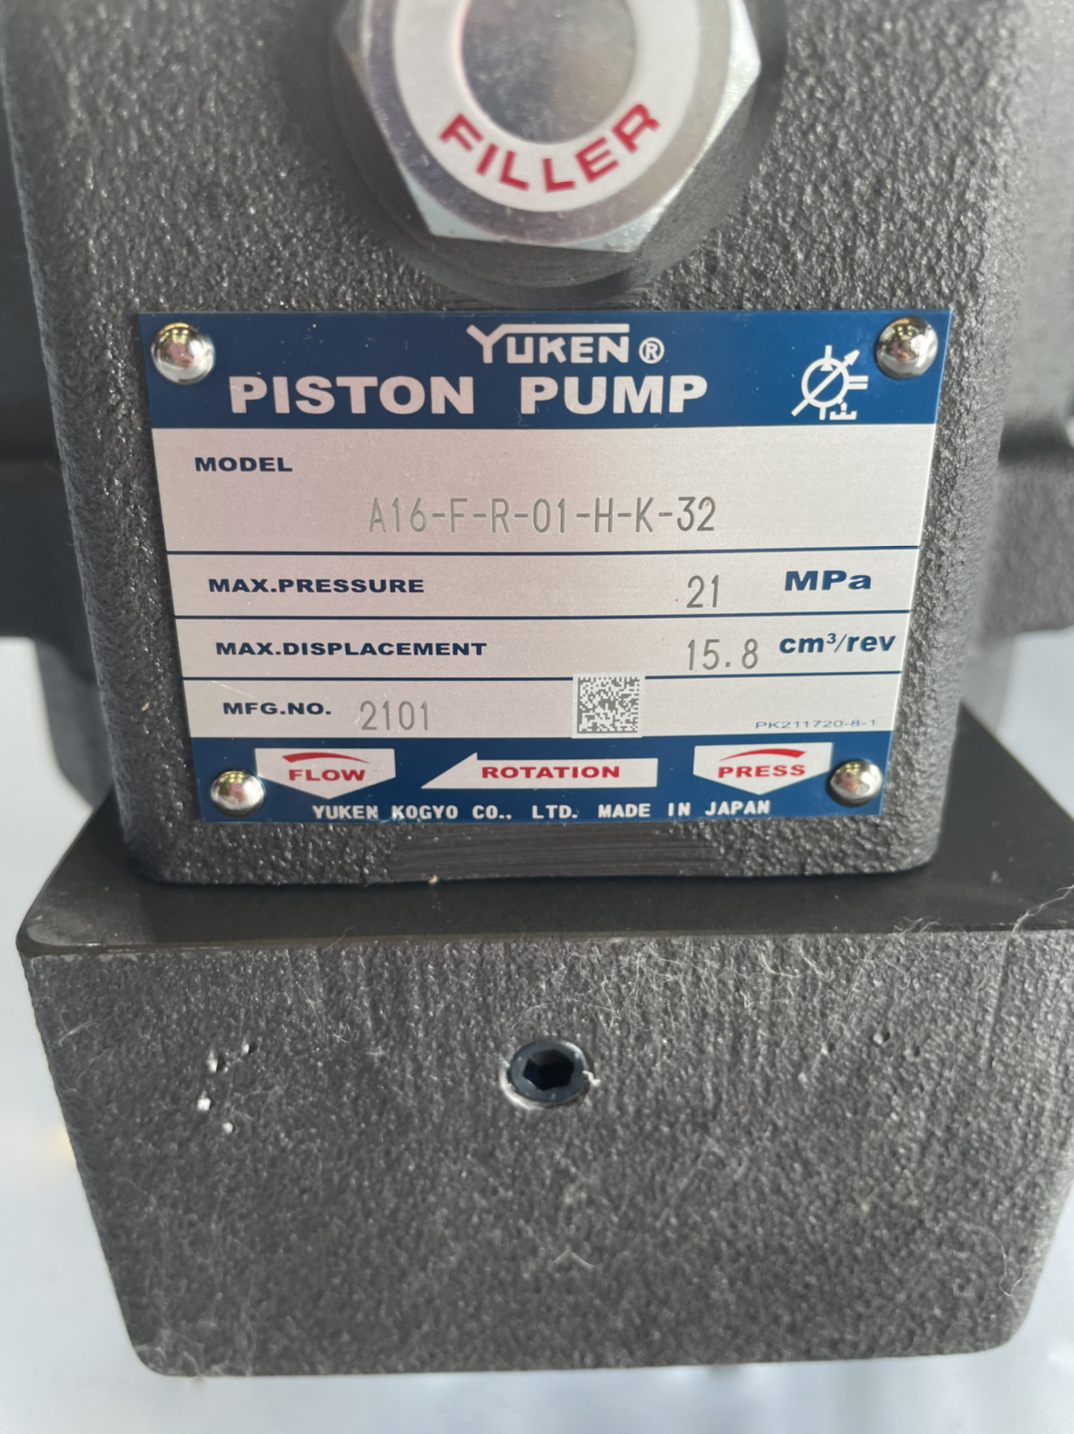 FILLER
YUKEN®
PISTON PUMP
MODEL
A16-F-R-01-H-K-32
MAX.PRESSURE 21 MPa
MAX.DISPLACEMENT 15.8 cm³/rev
MFG.NO. 2101 PK211720-8-1
FLOW ROTATION PRESS
YUKEN KOGYO CO., LTD. MADE IN JAPAN